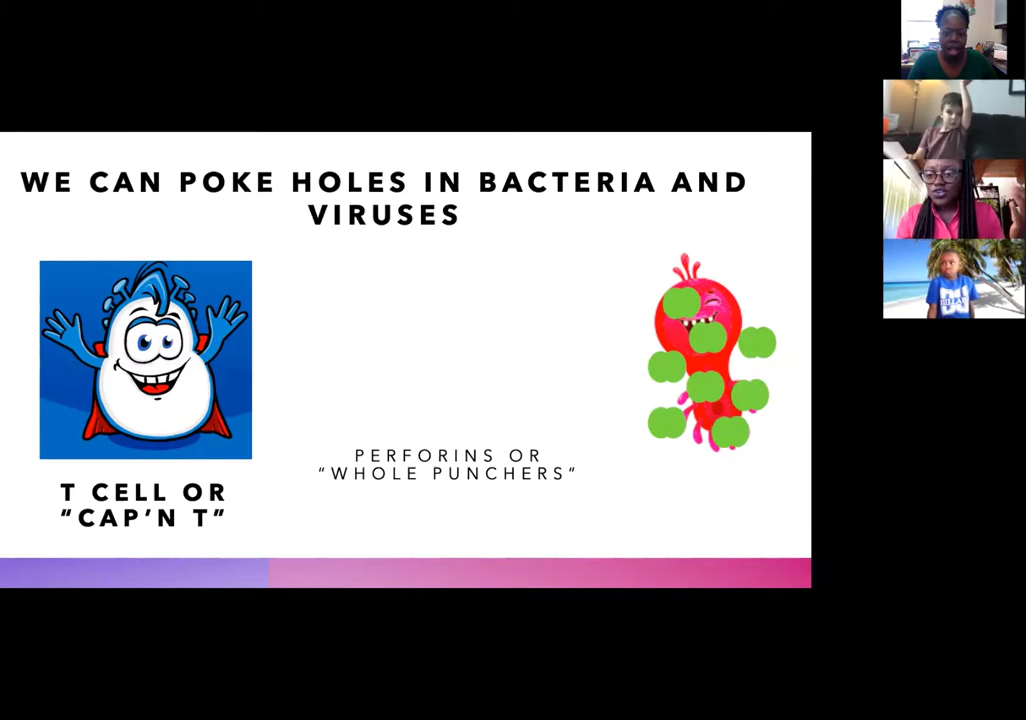 WE CAN POKE HOLES IN BACTERIA AND
VIRUSES
PERFORINS OR
“WHOLE PUNCHERS“
T CELL OR
“CAP’N T”